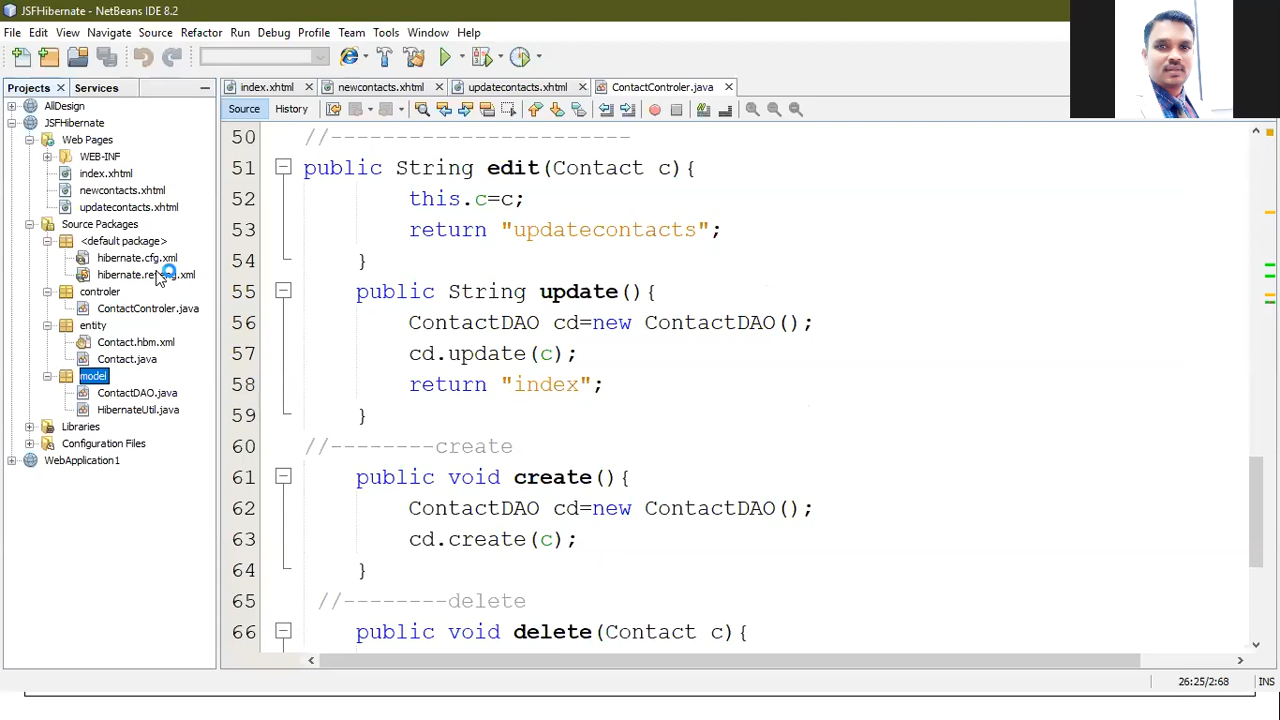 JSFHibernate - NetBeans IDE 8.2
File Edit View Navigate Source Refactor Run Debug Profile Team Tools Window Help
Projects Services
index.xhtml newcontacts.xhtml updatecontacts.xhtml ContactControler.java
Source History
AllDesign
JSFHibernate
Web Pages
WEB-INF
index.xhtml
newcontacts.xhtml
updatecontacts.xhtml
Source Packages
<default package>
hibernate.cfg.xml
controler
ContactControler.java
entity
Contact.hbm.xml
Contact.java
model
ContactDAO.java
HibernateUtil.java
Libraries
Configuration Files
WebApplication1
50 //-----------------------
51 public String edit(Contact c){
52 this.c=c;
53 return "updatecontacts";
54 }
55 public String update(){
56 ContactDAO cd=new ContactDAO();
57 cd.update(c);
58 return "index";
59 }
60 //--------create
61 public void create(){
62 ContactDAO cd=new ContactDAO();
63 cd.create(c);
64 }
65 //--------delete
66 public void delete(Contact c){
26:25/2:68 INS